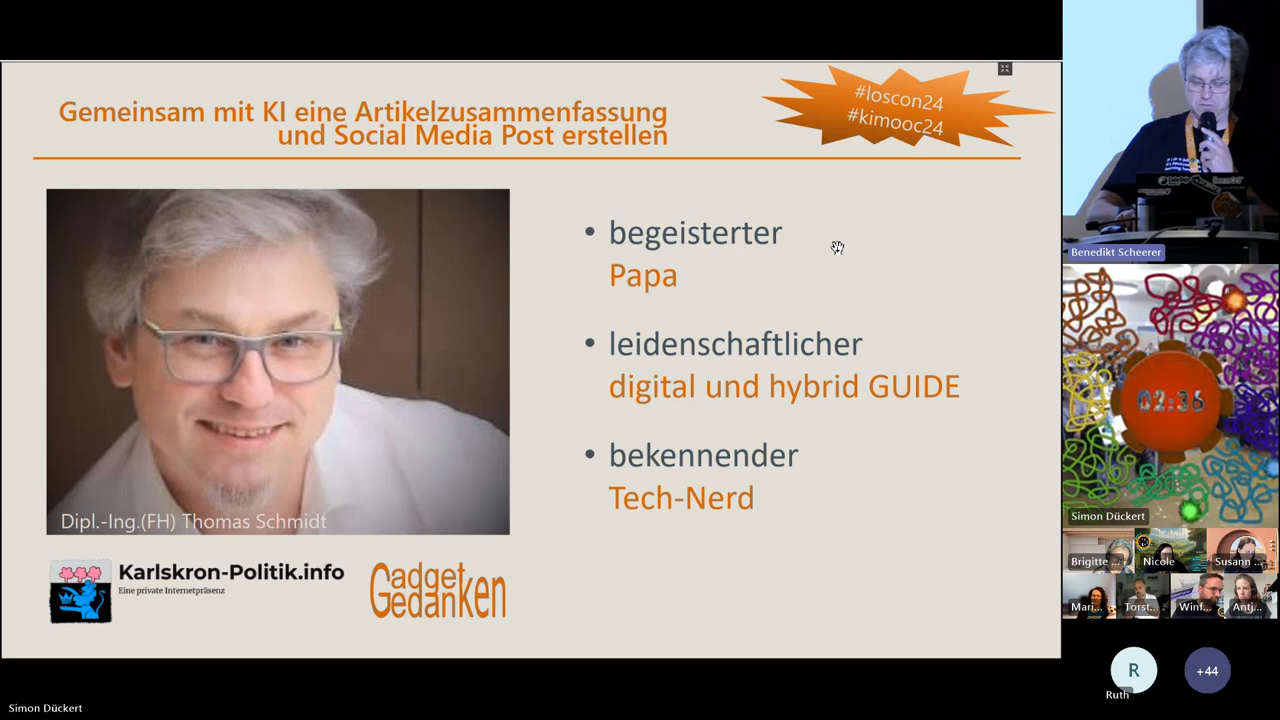 Gemeinsam mit KI eine Artikelzusammenfassung
und Social Media Post erstellen
#loscon24
#kimooc24
• begeisterter
Papa
• leidenschaftlicher
digital und hybrid GUIDE
• bekennender
Tech-Nerd
Dipl.-Ing.(FH) Thomas Schmidt
Karlskron-Politik.info
Eine private Internetpräsenz
Gadget
Gedanken
Benedikt Scheerer
02:36
Simon Dückert
Brigitte ...
Nicole
Susann ...
Mari...
Torst...
Winf...
Antj...
R
Ruth
+44
Simon Dückert